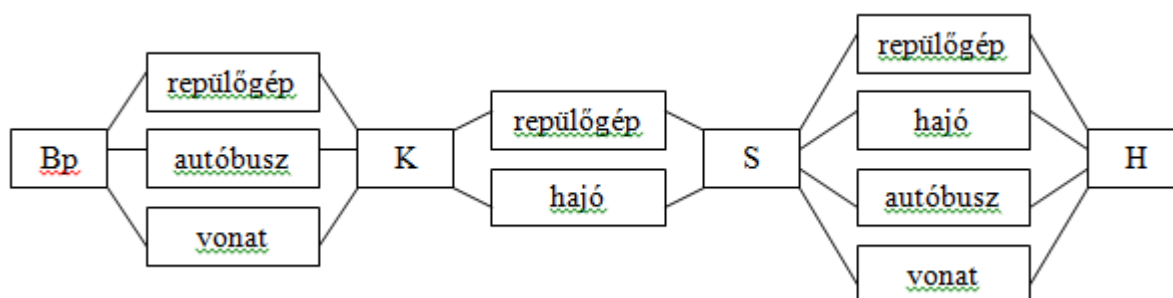 Bp
repülőgép
autóbusz
vonat
K
repülőgép
hajó
S
repülőgép
hajó
autóbusz
vonat
H